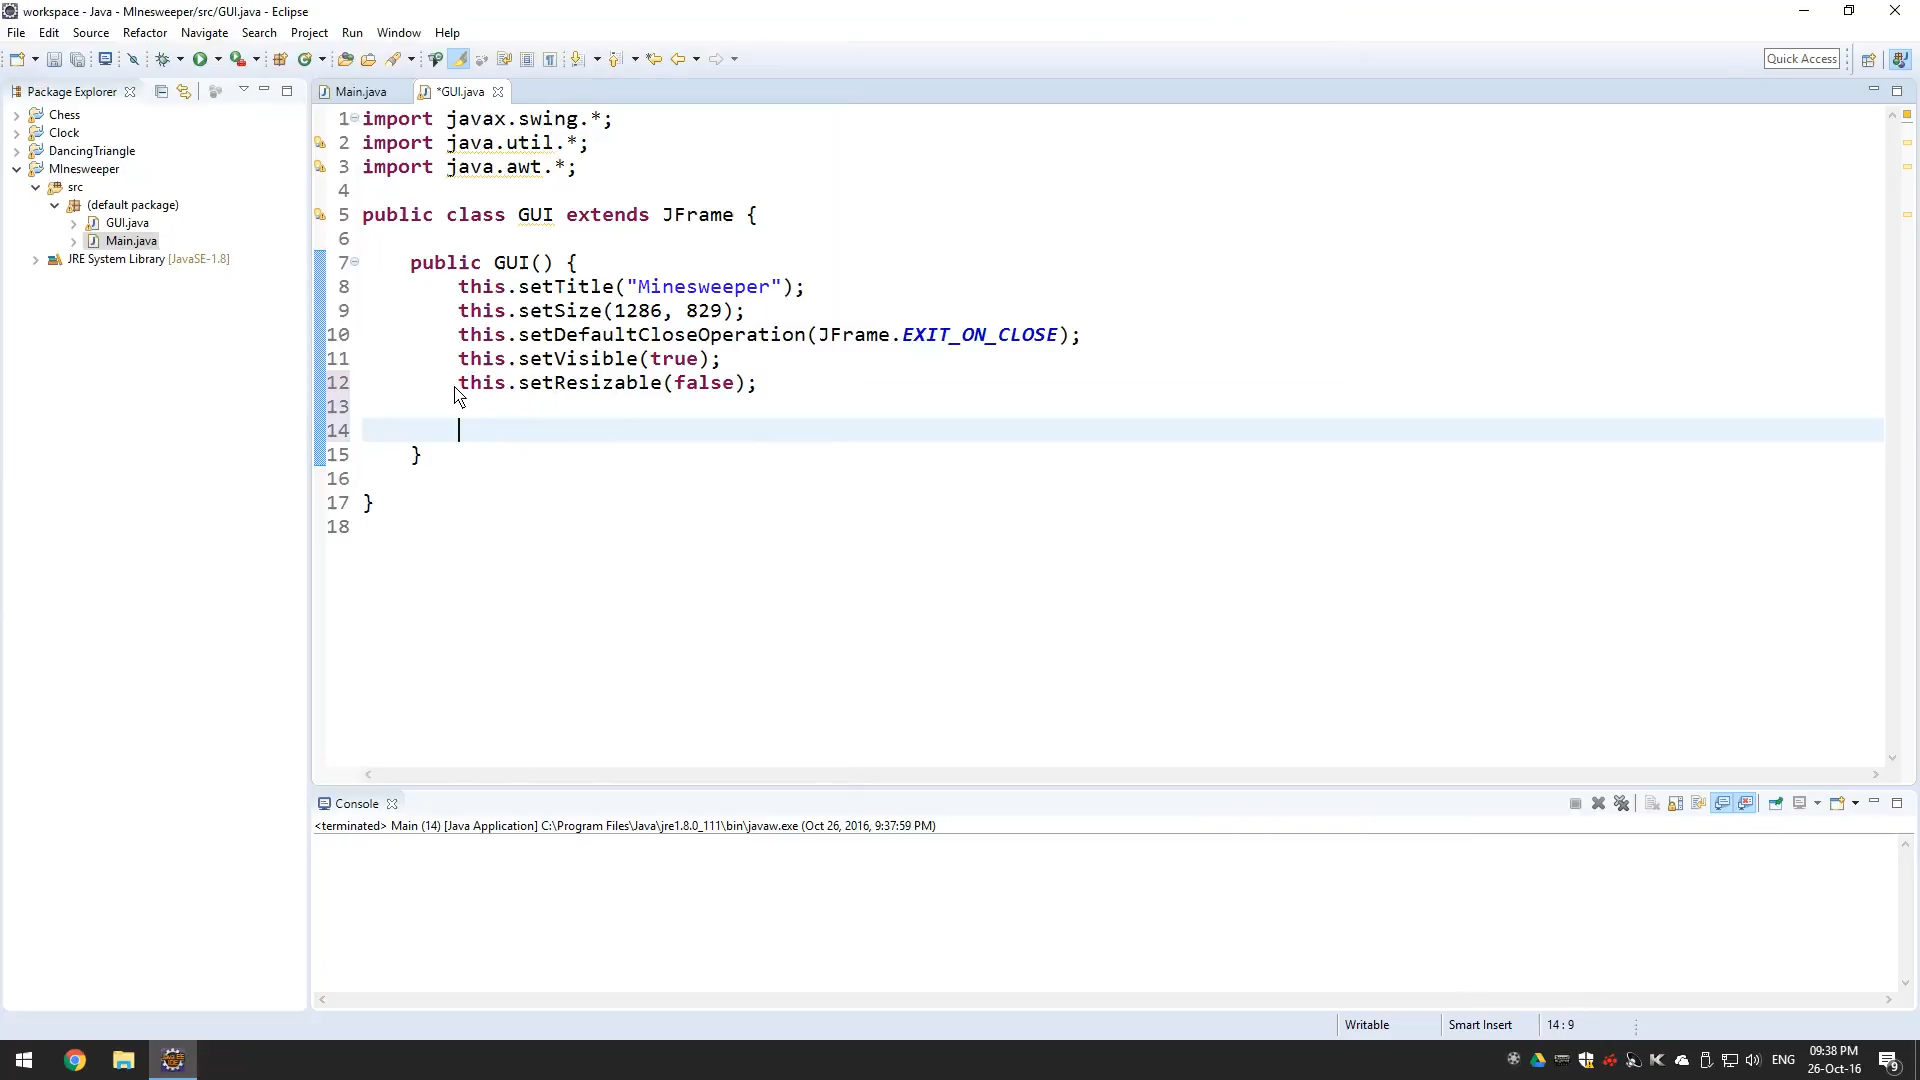 workspace - Java - MInesweeper/src/GUI.java - Eclipse
File Edit Source Refactor Navigate Search Project Run Window Help
Quick Access
Package Explorer
Main.java
*GUI.java
Chess
Clock
DancingTriangle
MInesweeper
src
(default package)
GUI.java
Main.java
JRE System Library [JavaSE-1.8]
1 import javax.swing.*;
2 import java.util.*;
3 import java.awt.*;
4
5 public class GUI extends JFrame {
6
7 public GUI() {
8 this.setTitle("Minesweeper");
9 this.setSize(1286, 829);
10 this.setDefaultCloseOperation(JFrame.EXIT_ON_CLOSE);
11 this.setVisible(true);
12 this.setResizable(false);
13
14
15 }
16
17 }
18
Console
<terminated> Main (14) [Java Application] C:\Program Files\Java\jre1.8.0_111\bin\javaw.exe (Oct 26, 2016, 9:37:59 PM)
Writable Smart Insert 14 : 9
ENG
09:38 PM
26-Oct-16
9